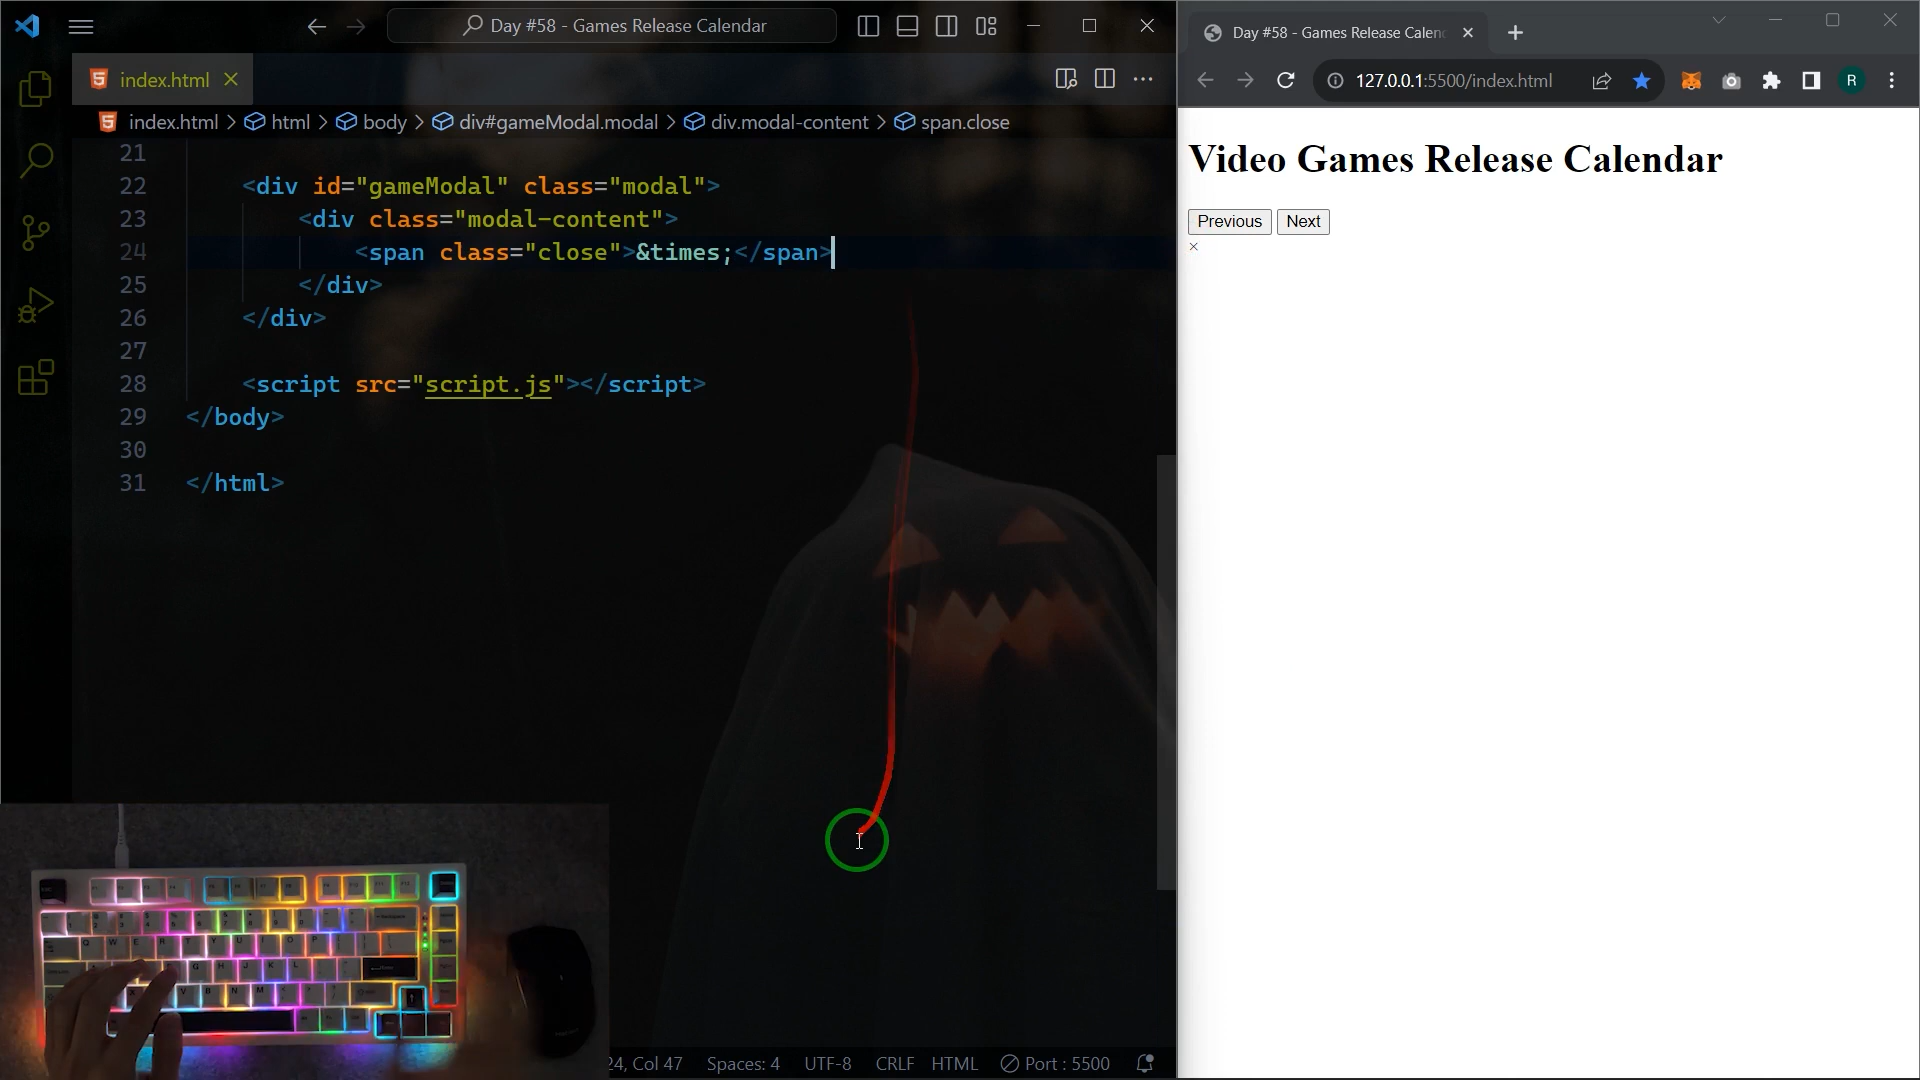 Day #58 - Games Release Calendar
index.html
index.html > html > body > div#gameModal.modal > div.modal-content > span.close
21
22 <div id="gameModal" class="modal">
23 <div class="modal-content">
24 <span class="close">&times;</span>
25 </div>
26 </div>
27
28 <script src="script.js"></script>
29 </body>
30
31 </html>
24, Col 47 Spaces: 4 UTF-8 CRLF HTML Port : 5500
Day #58 - Games Release Calen
127.0.0.1:5500/index.html
R
Video Games Release Calendar
Previous Next
×